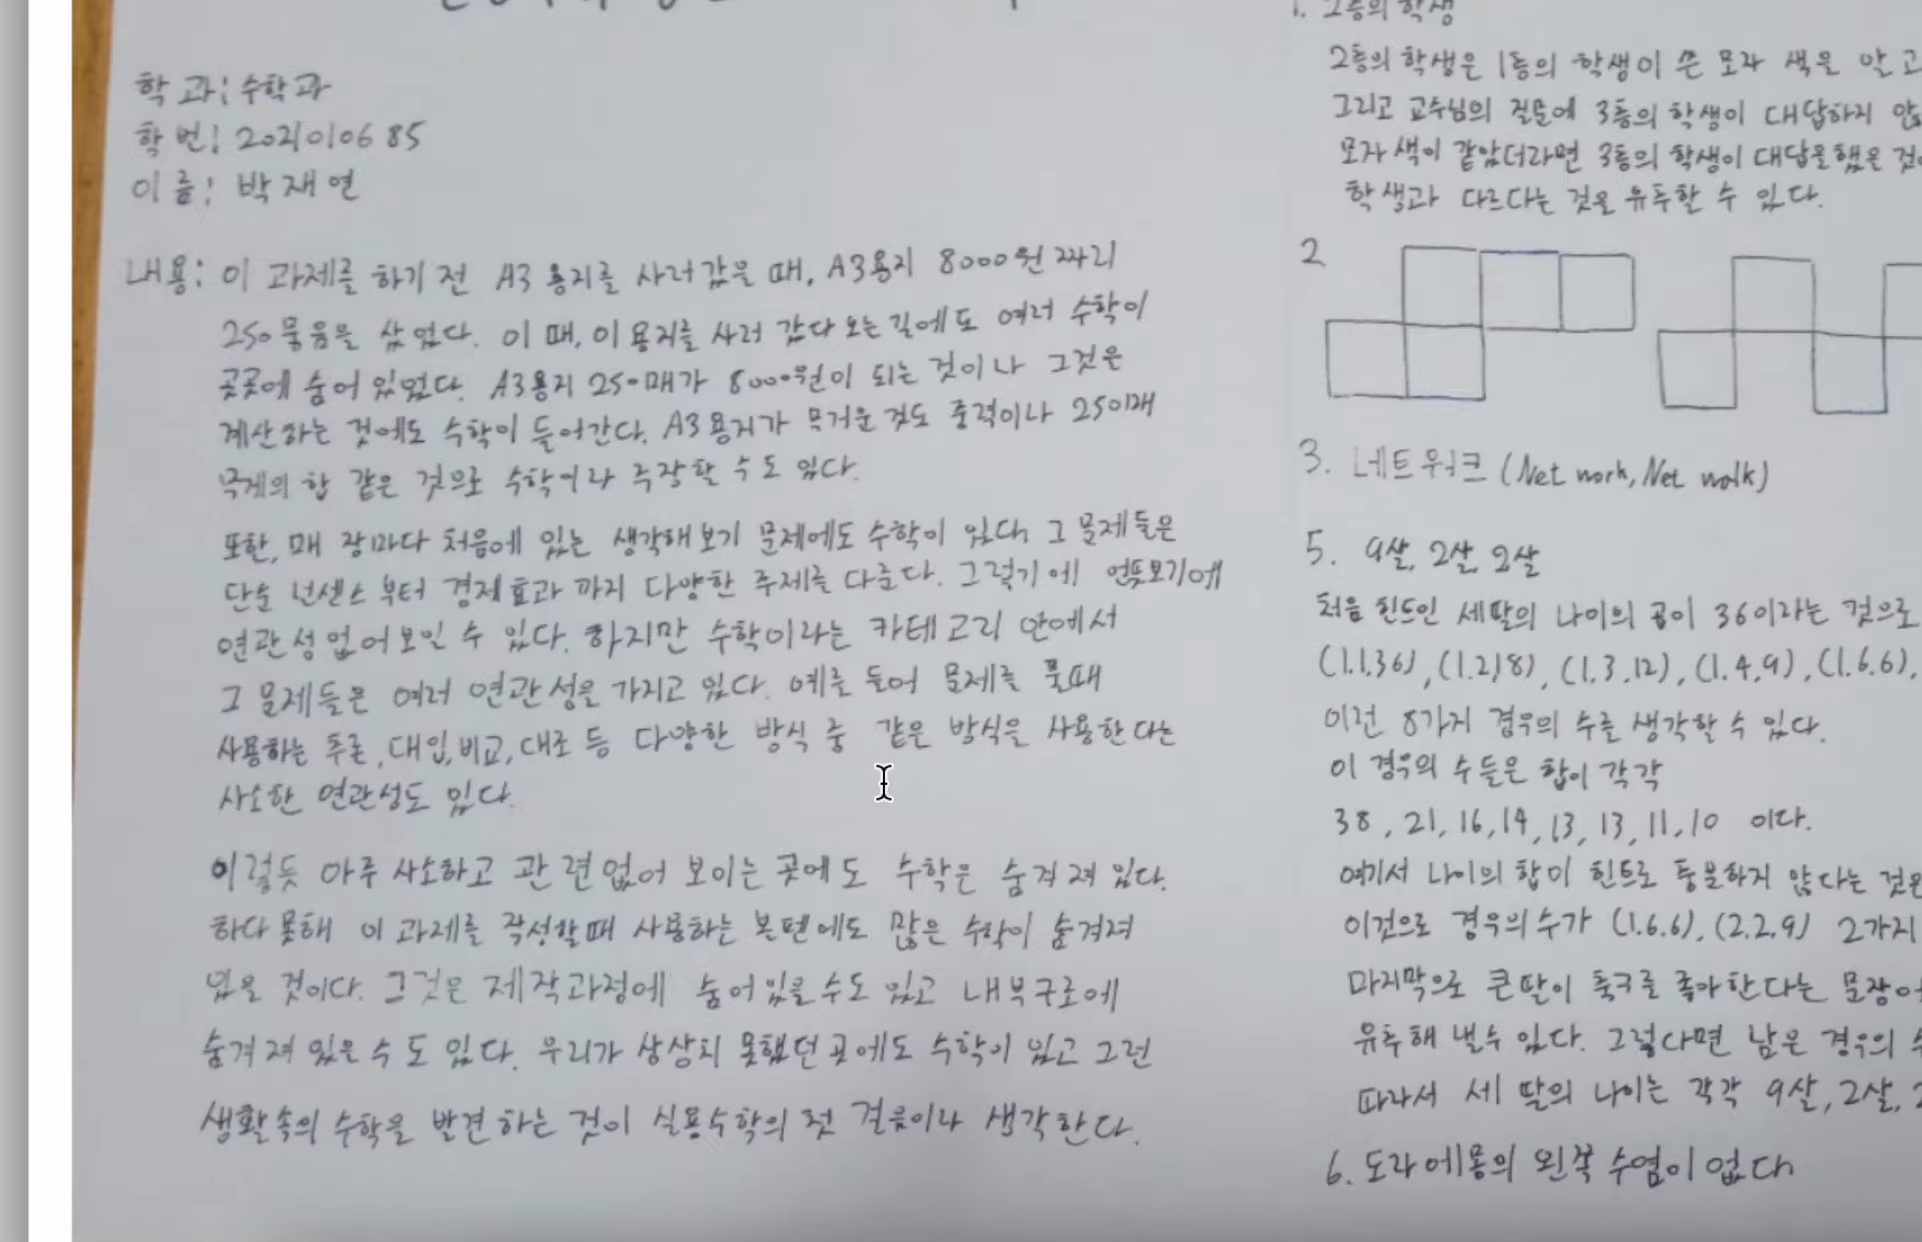 학과: 수학과
학번: 2021010685
이름: 박재연
내용: 이 과제를 하기 전 A3 용지를 사러 갔을 때, A3용지 8000원 짜리
250묶음을 샀었다. 이 때, 이 용지를 사러 갔다 오는 길에도 여러 수학이
곳곳에 숨어 있었다. A3용지 250매가 8000원이 되는 것이나 그것은
계산하는 것에도 수학이 들어간다. A3용지가 무거운 것도 중력이나 250매
무게의 합 같은 것으로 수학이라 주장할 수도 있다.
또한, 매 장마다 처음에 있는 생각해보기 문제에도 수학이 있다. 그 문제들은
단순 넌센스 부터 경제효과 까지 다양한 주제를 다룬다. 그렇기에 언뜻보기에
연관성 없어보일 수 있다. 하지만 수학이라는 카테고리 안에서
그 문제들은 여러 연관성을 가지고 있다. 예를 들어 문제를 풀때
사용하는 추론, 대입, 비교, 대조 등 다양한 방식 중 같은 방식을 사용한다는
사소한 연관성도 있다.
이렇듯 아주 사소하고 관련없어 보이는 곳에도 수학은 숨겨져 있다.
하다못해 이 과제를 작성할때 사용하는 본펜에도 많은 수학이 숨겨져
있을 것이다. 그것은 제작과정에 숨어있을수도 있고 내부구조에
숨겨져 있을 수도 있다. 우리가 상상치 못했던 곳에도 수학이 있고 그런
생활속의 수학을 발견하는 것이 실용수학의 첫 걸음이라 생각한다.
1. 2층의 학생
2층의 학생은 1층의 학생이 쓴 모자 색을 알고
그리고 교수님의 질문에 3층의 학생이 대답하지 않
모자색이 같았더라면 3층의 학생이 대답을했을 것
학생과 다르다는 것을 유추할 수 있다.
2
3. 네트워크 (Net work, Net walk)
5. 9살, 2살, 2살
처음 힌트인 세딸의 나이의 곱이 36이라는 것으로
(1.1.36), (1.2.18), (1.3.12), (1.4.9), (1.6.6),
이런 8가지 경우의 수를 생각할 수 있다.
이 경우의 수들은 합이 각각
38, 21, 16, 14, 13, 13, 11, 10 이다.
여기서 나이의 합이 힌트로 충분하지 않다는 것은
이것으로 경우의수가 (1.6.6), (2.2.9) 2가지
마지막으로 큰딸이 축구를 좋아한다는 문장
유추해 낼수 있다. 그렇다면 남은 경우의
따라서 세 딸의 나이는 각각 9살, 2살, 2
6. 도라에몽의 왼쪽 수염이 없다